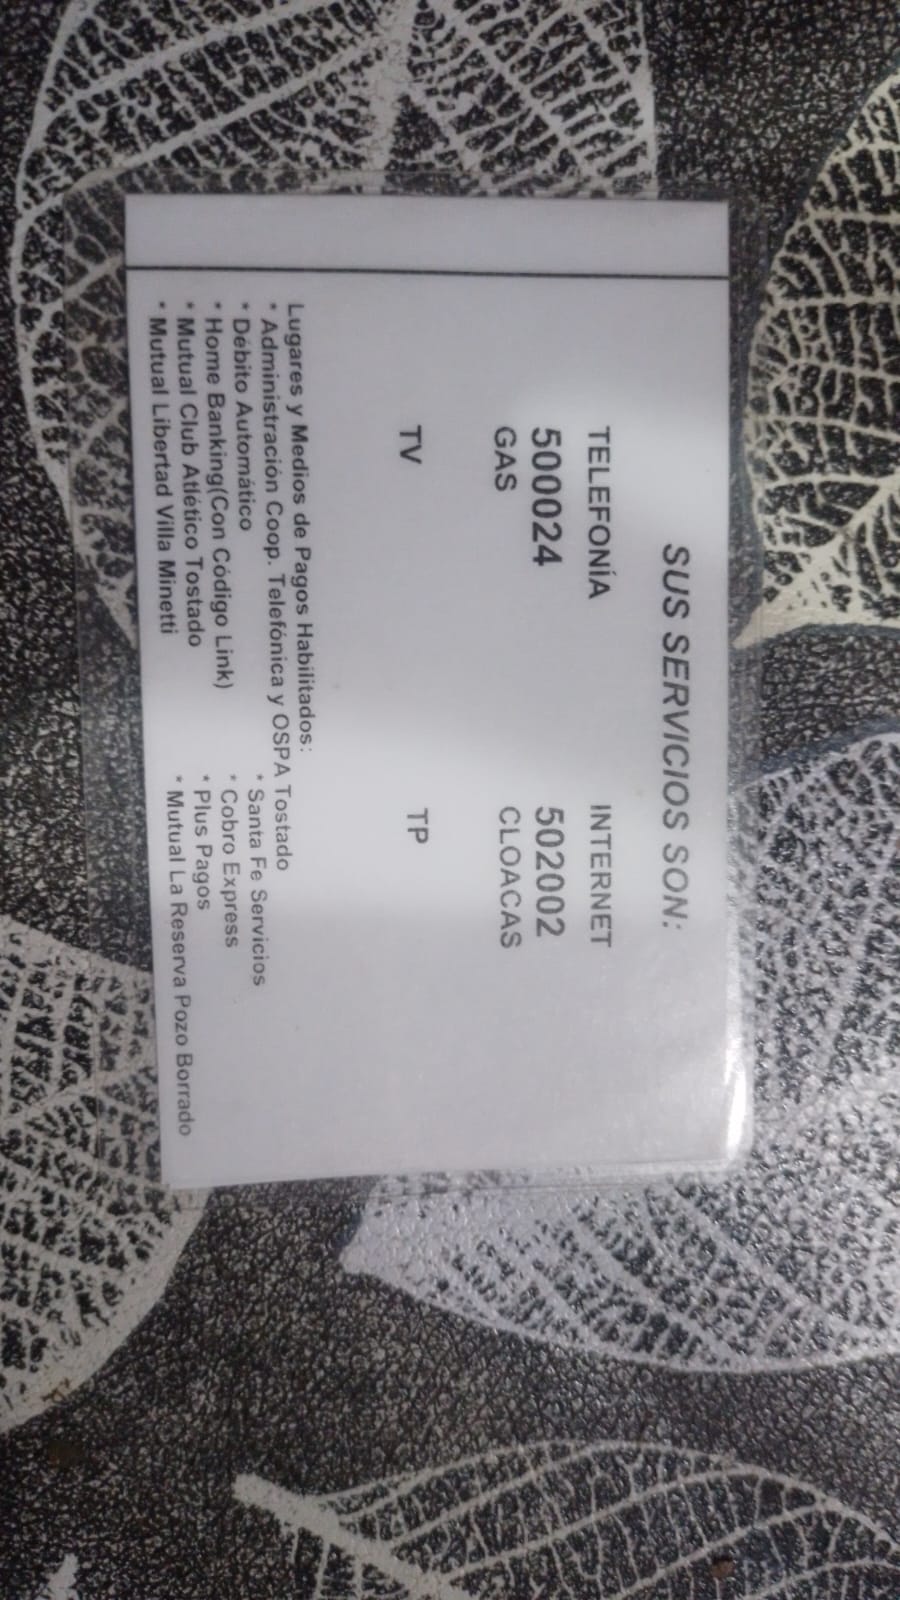 SUS SERVICIOS SON:
TELEFONÍA INTERNET
500024 502002
GAS CLOACAS
TV TP
Lugares y Medios de Pagos Habilitados:
* Administración Coop. Telefónica y OSPA Tostado
* Débito Automático * Santa Fe Servicios
* Home Banking(Con Código Link) * Cobro Express
* Mutual Club Atlético Tostado * Plus Pagos
* Mutual Libertad Villa Minetti * Mutual La Reserva Pozo Borrado